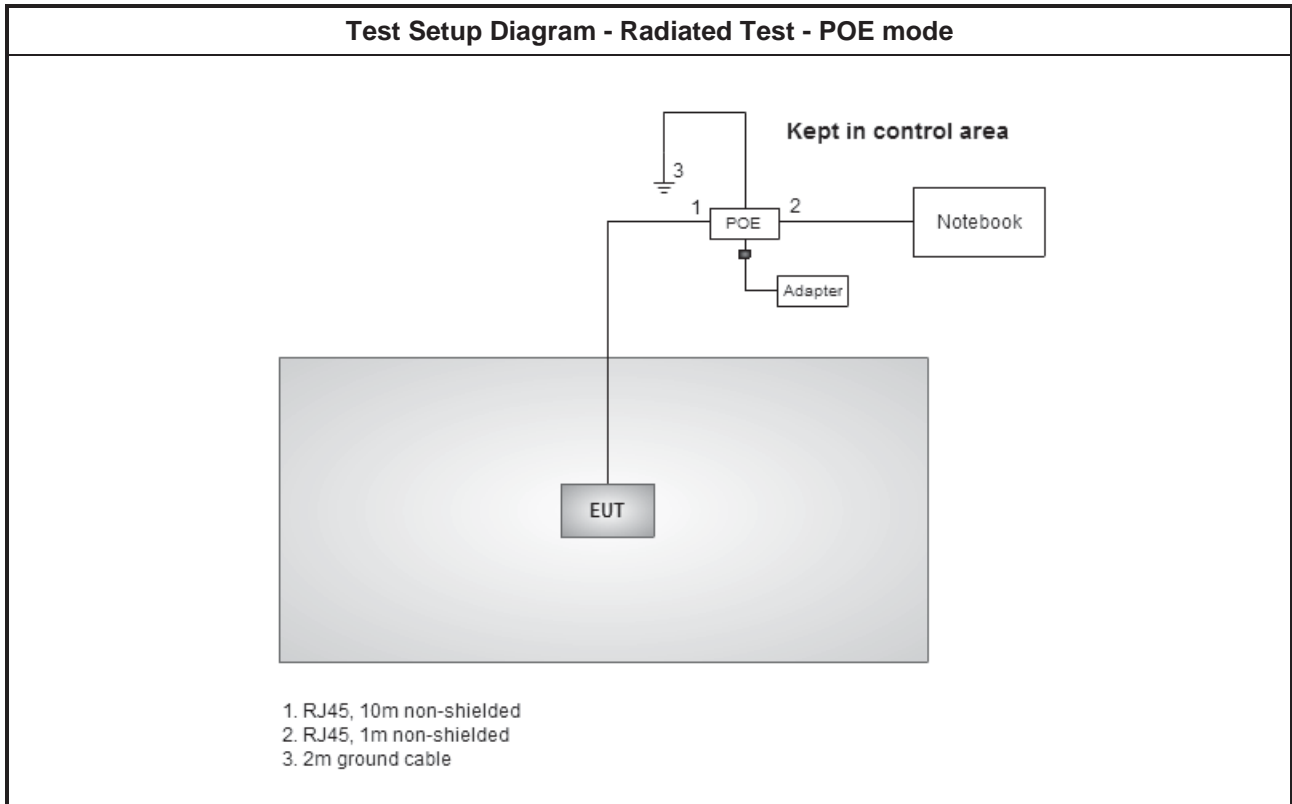 Test Setup Diagram - Radiated Test - POE mode
Kept in control area
3
1
2
POE
Notebook
Adapter
EUT
1. RJ45, 10m non-shielded
2. RJ45, 1m non-shielded
3. 2m ground cable